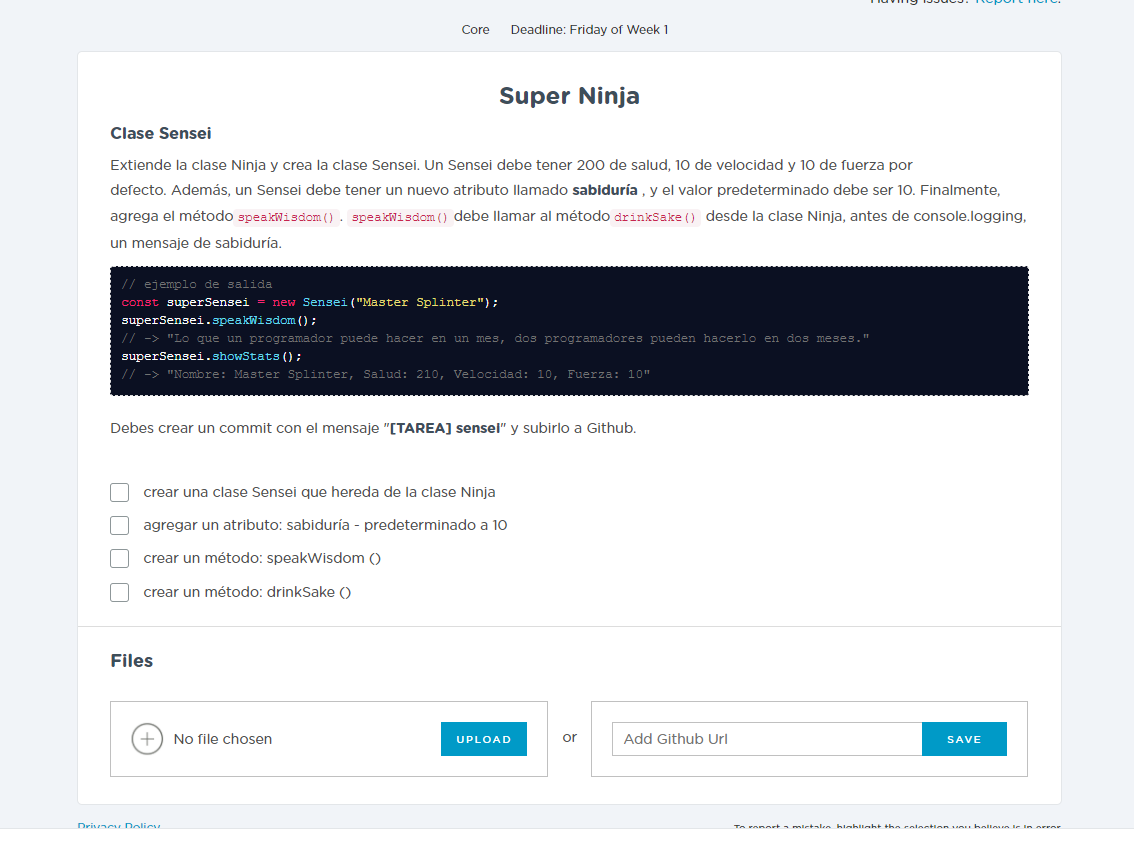 Having issues? Report here.
Core Deadline: Friday of Week 1
Super Ninja
Clase Sensei
Extiende la clase Ninja y crea la clase Sensei. Un Sensei debe tener 200 de salud, 10 de velocidad y 10 de fuerza por
defecto. Además, un Sensei debe tener un nuevo atributo llamado sabiduría , y el valor predeterminado debe ser 10. Finalmente,
agrega el método speakWisdom() . speakWisdom() debe llamar al método drinkSake() desde la clase Ninja, antes de console.logging,
un mensaje de sabiduría.
// ejemplo de salida
const superSensei = new Sensei("Master Splinter");
superSensei.speakWisdom();
// -> "Lo que un programador puede hacer en un mes, dos programadores pueden hacerlo en dos meses."
superSensei.showStats();
// -> "Nombre: Master Splinter, Salud: 210, Velocidad: 10, Fuerza: 10"
Debes crear un commit con el mensaje "[TAREA] sensei" y subirlo a Github.
crear una clase Sensei que hereda de la clase Ninja
agregar un atributo: sabiduría - predeterminado a 10
crear un método: speakWisdom ()
crear un método: drinkSake ()
Files
No file chosen UPLOAD or Add Github Url SAVE
Privacy Policy To report a mistake, highlight the selection you believe is in error